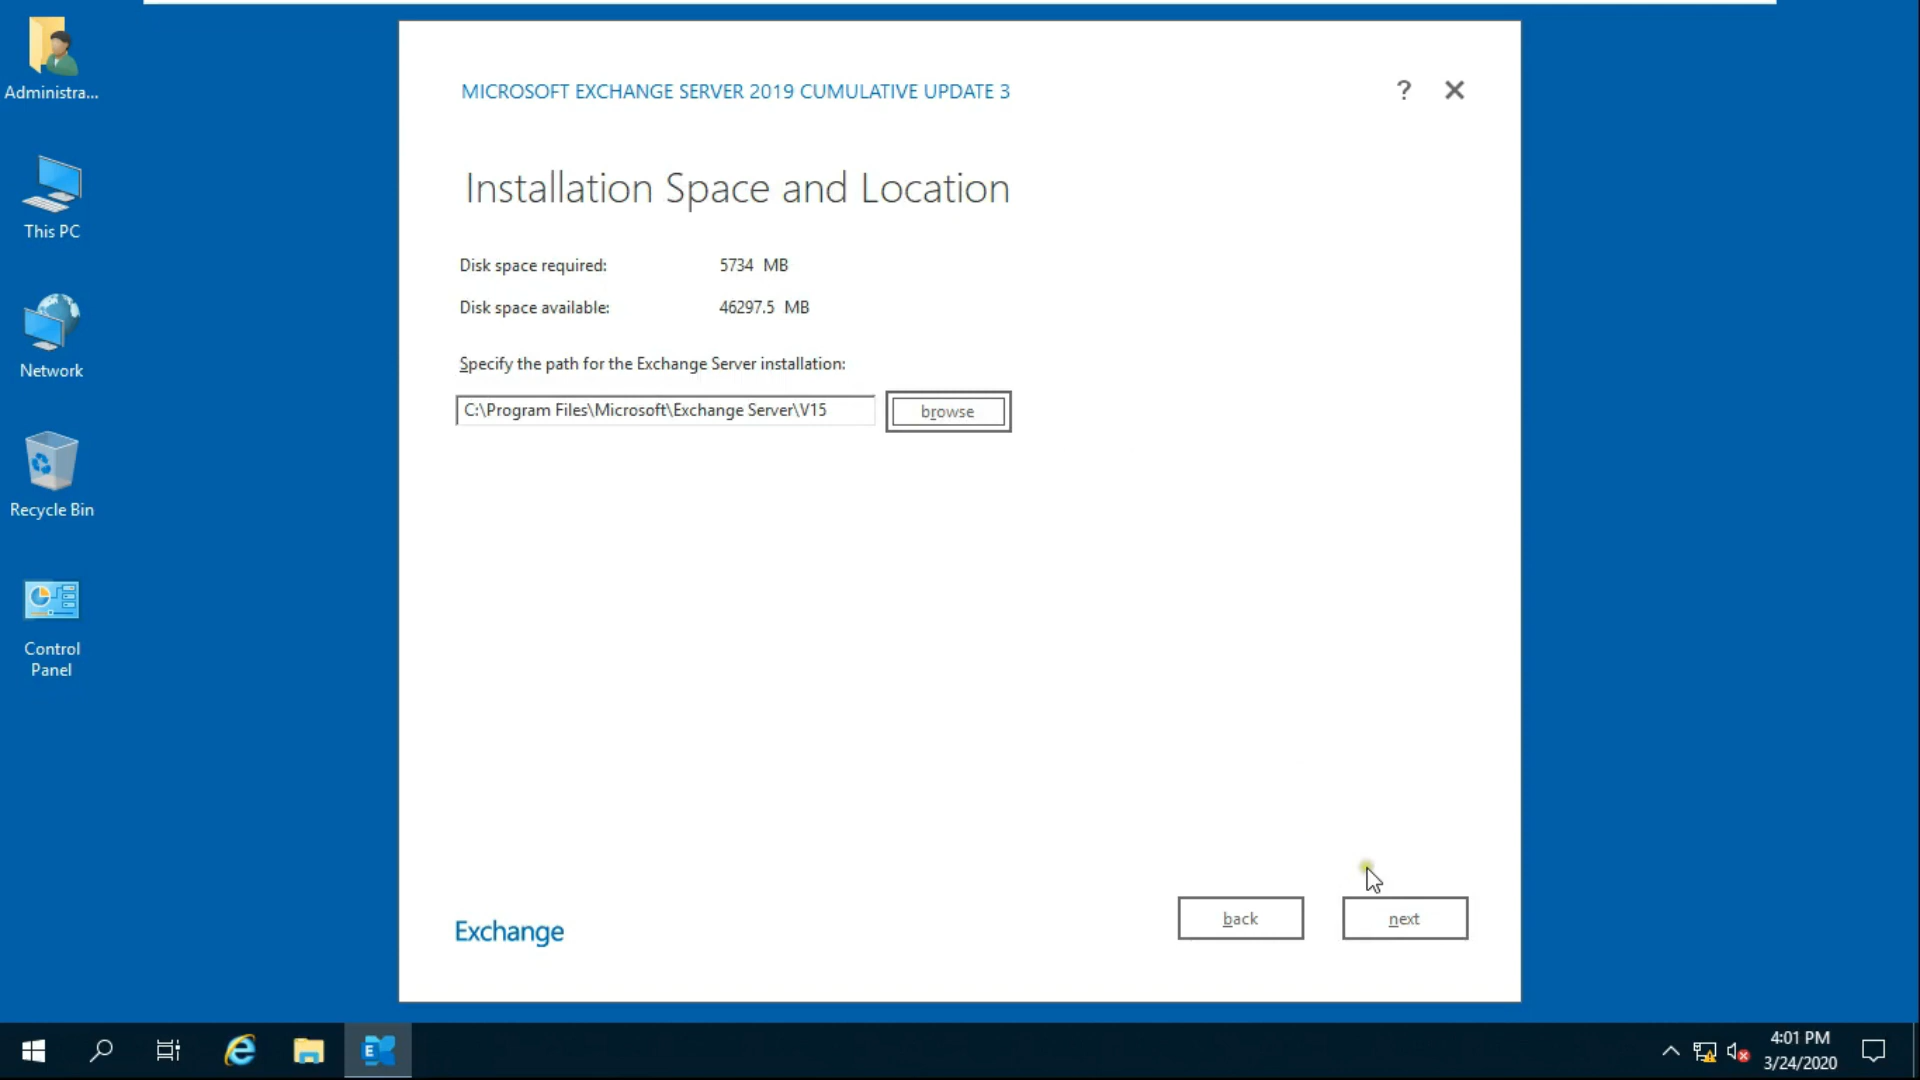 Administra...
This PC
Network
Recycle Bin
Control
Panel
MICROSOFT EXCHANGE SERVER 2019 CUMULATIVE UPDATE 3
?
Installation Space and Location
Disk space required: 5734 MB
Disk space available: 46297.5 MB
Specify the path for the Exchange Server installation:
C:\Program Files\Microsoft\Exchange Server\V15
browse
back
next
Exchange
4:01 PM
3/24/2020